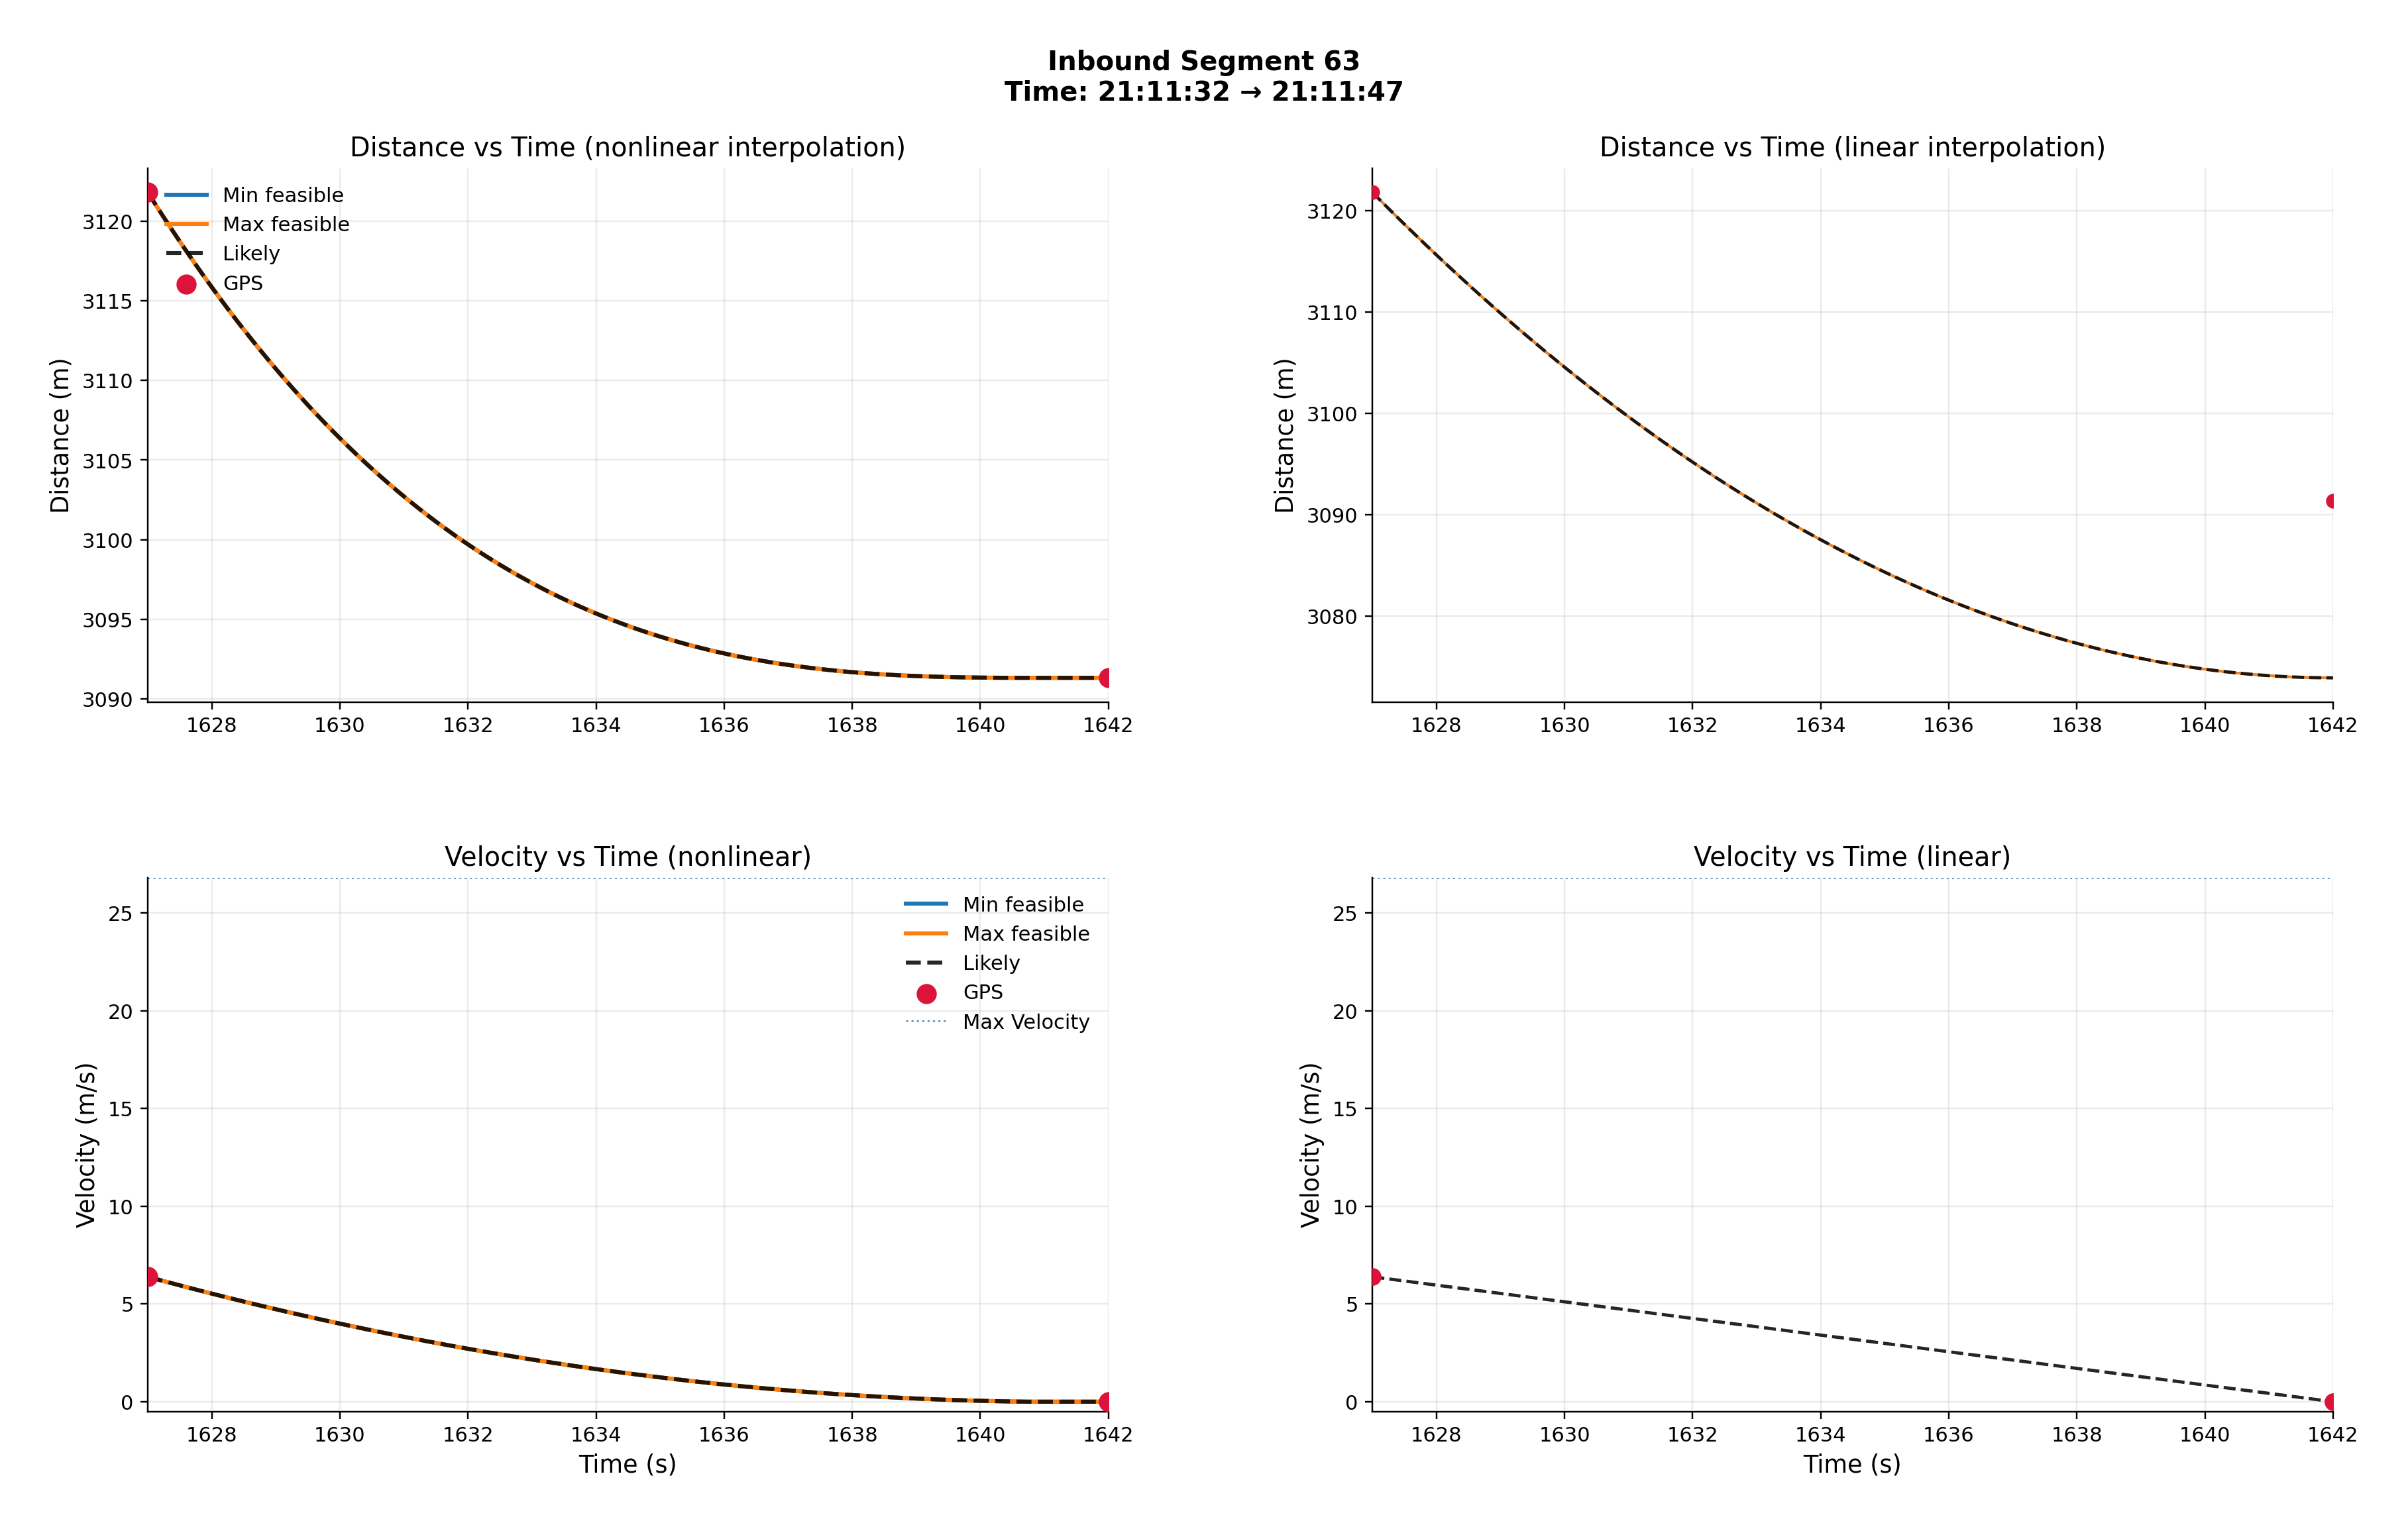 Inbound Segment 63
Time: 21:11:32 → 21:11:47
Distance vs Time (nonlinear interpolation)
Distance (m)
3120
3115
3110
3105
3100
3095
3090
Min feasible
Max feasible
Likely
GPS
1628 1630 1632 1634 1636 1638 1640 1642
Distance vs Time (linear interpolation)
Distance (m)
3120
3110
3100
3090
3080
1628 1630 1632 1634 1636 1638 1640 1642
Velocity vs Time (nonlinear)
Velocity (m/s)
25
20
15
10
5
0
Min feasible
Max feasible
Likely
GPS
Max Velocity
1628 1630 1632 1634 1636 1638 1640 1642
Time (s)
Velocity vs Time (linear)
Velocity (m/s)
25
20
15
10
5
0
1628 1630 1632 1634 1636 1638 1640 1642
Time (s)